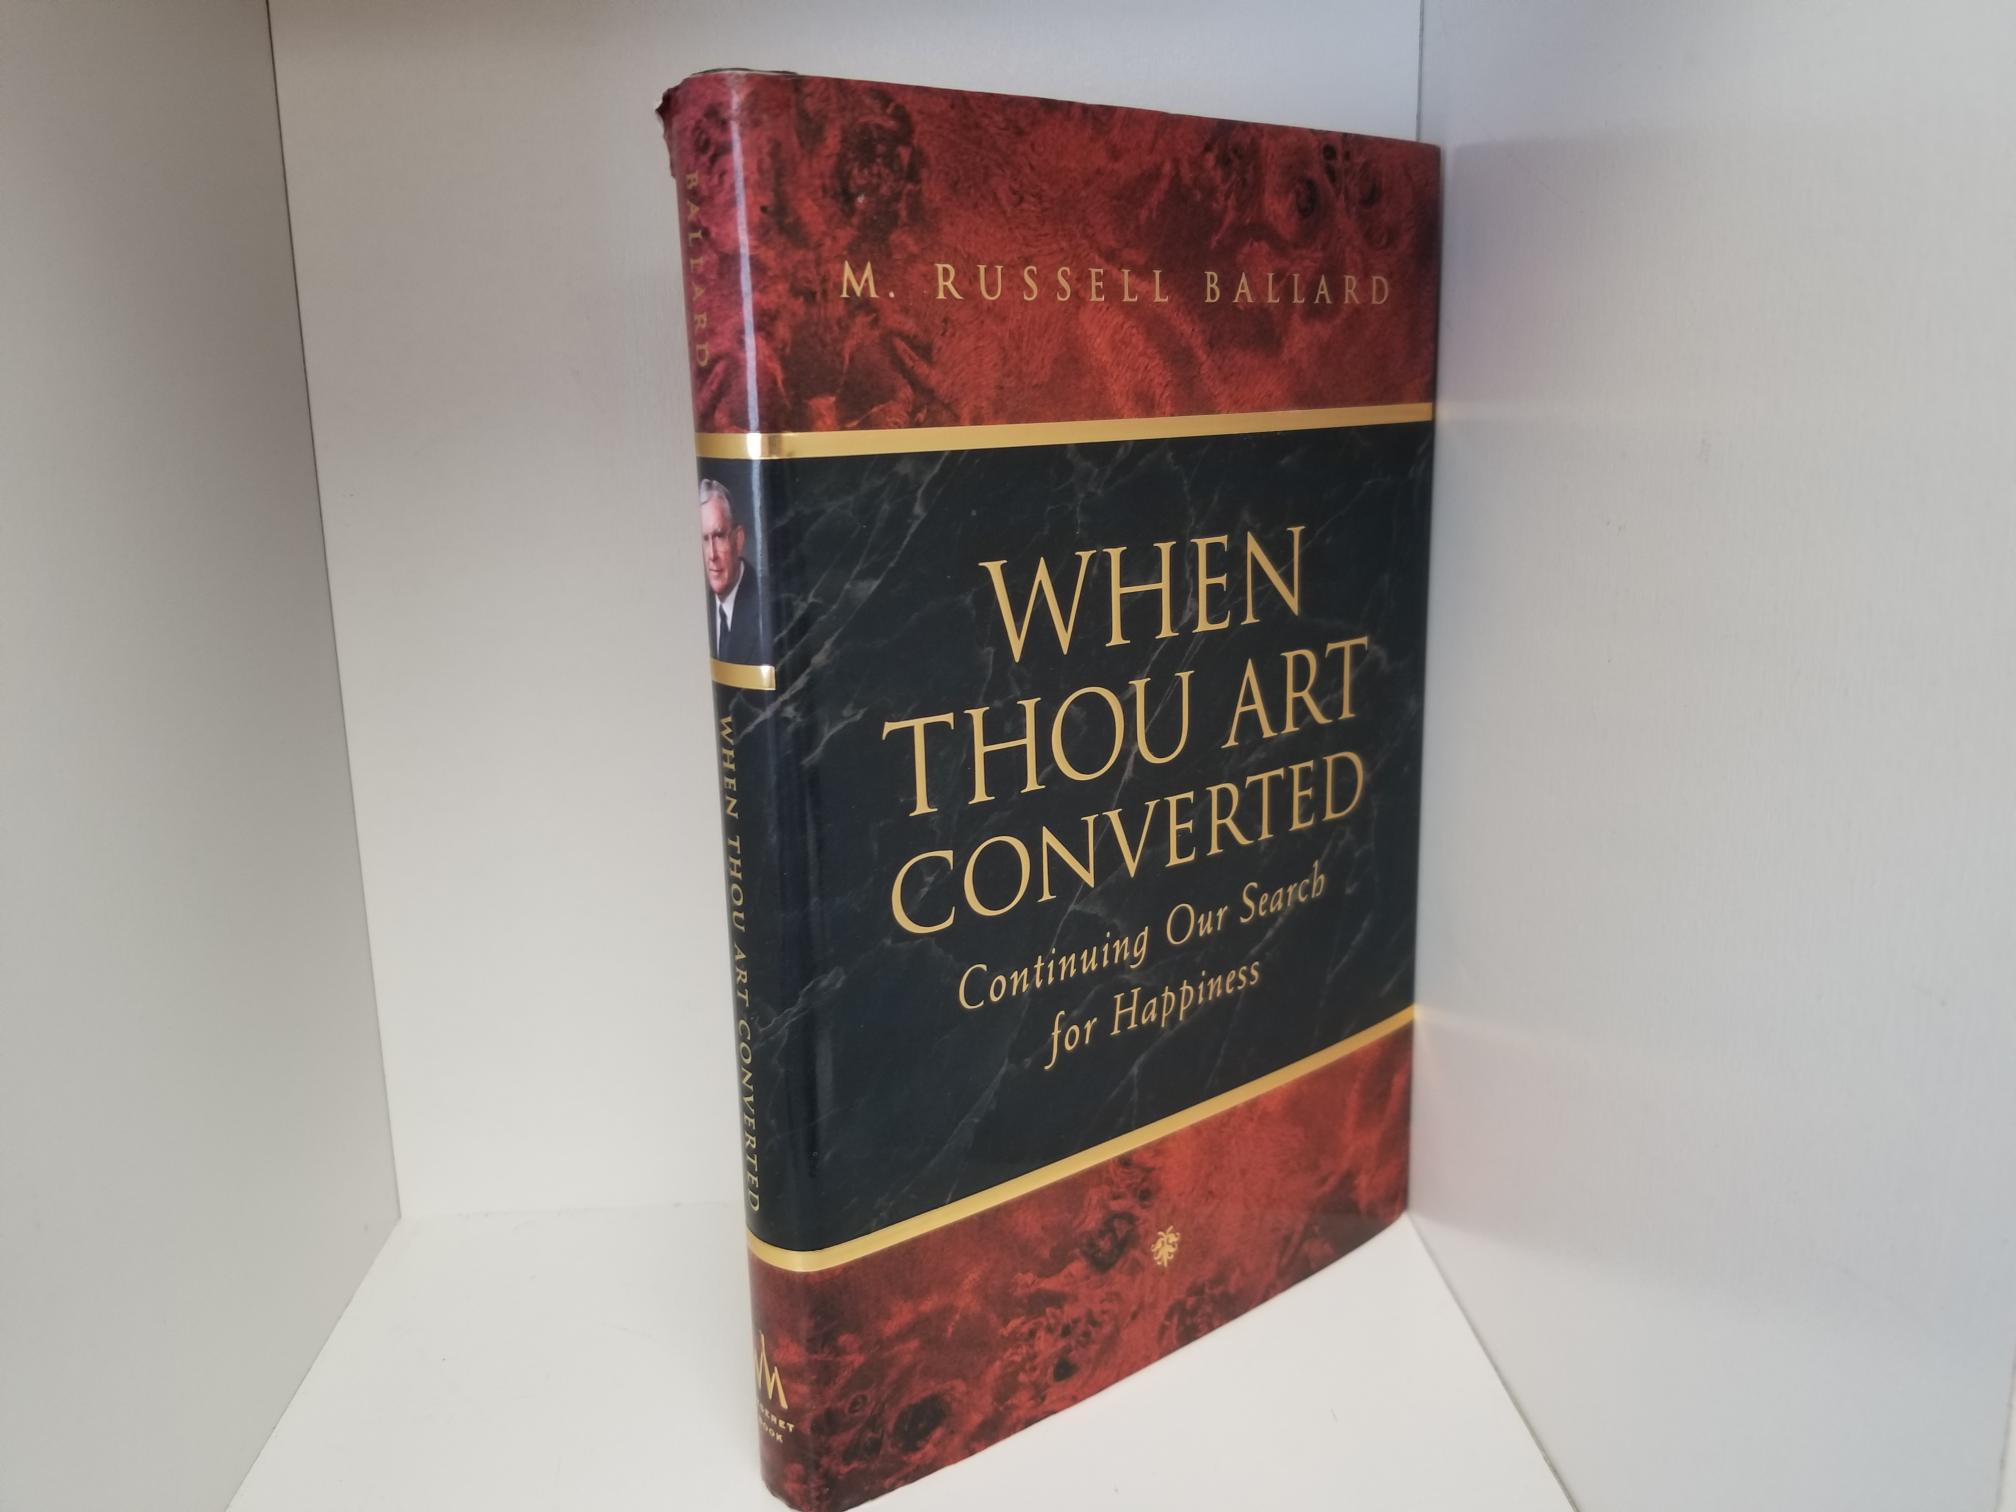 M. RUSSELL BALLARD
WHEN
THOU ART
CONVERTED
Continuing Our Search
for Happiness
BALLARD
WHEN THOU ART CONVERTED